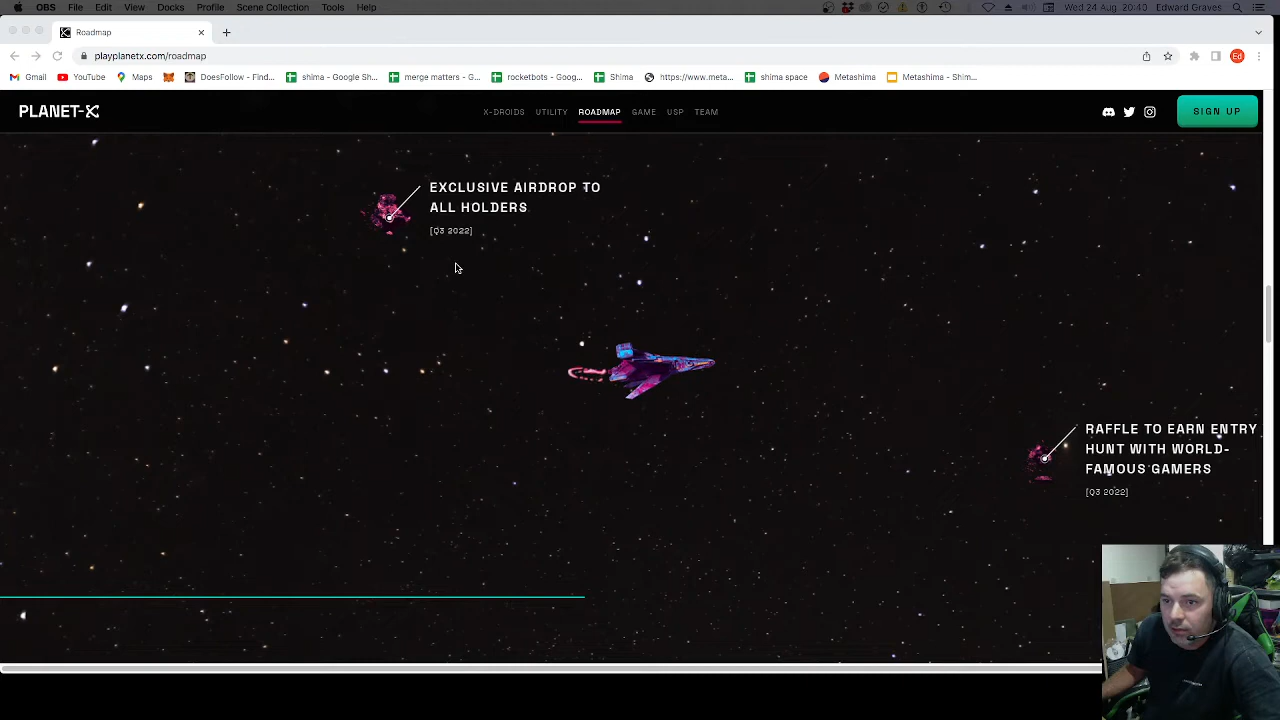 OBS File Edit View Docks Profile Scene Collection Tools Help Wed 24 Aug 20:40 Edward Graves
Roadmap
playplanetx.com/roadmap Ed
Gmail YouTube Maps DoesFollow - Find... shima - Google Sh... merge matters - G... rocketbots - Goog... Shima https://www.meta... shima space Metashima Metashima - Shim...
PLANET-X X-DROIDS UTILITY ROADMAP GAME USP TEAM SIGN UP
EXCLUSIVE AIRDROP TO
ALL HOLDERS
[Q3 2022]
RAFFLE TO EARN ENTRY
HUNT WITH WORLD-
FAMOUS GAMERS
[Q3 2022]